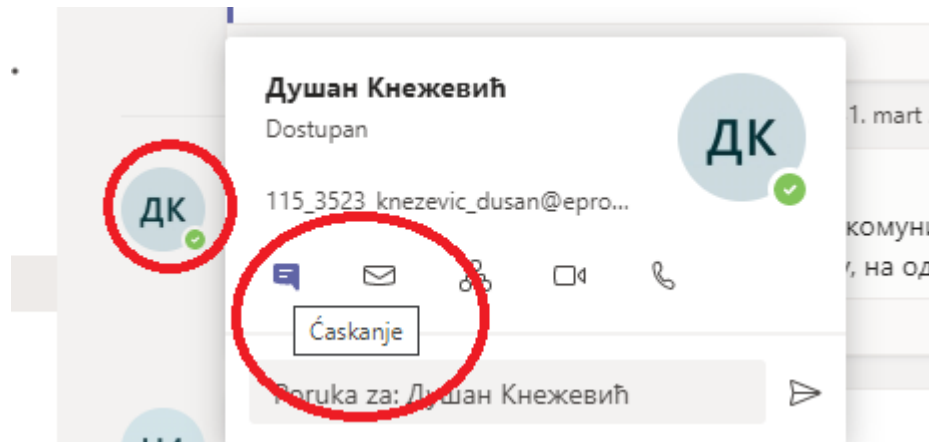 Душан Кнежевић
Dostupan
ДК
1. mart
ДК
115_3523_knezevic_dusan@epro...
комуни
, на од
Ćaskanje
Poruka za: Душан Кнежевић